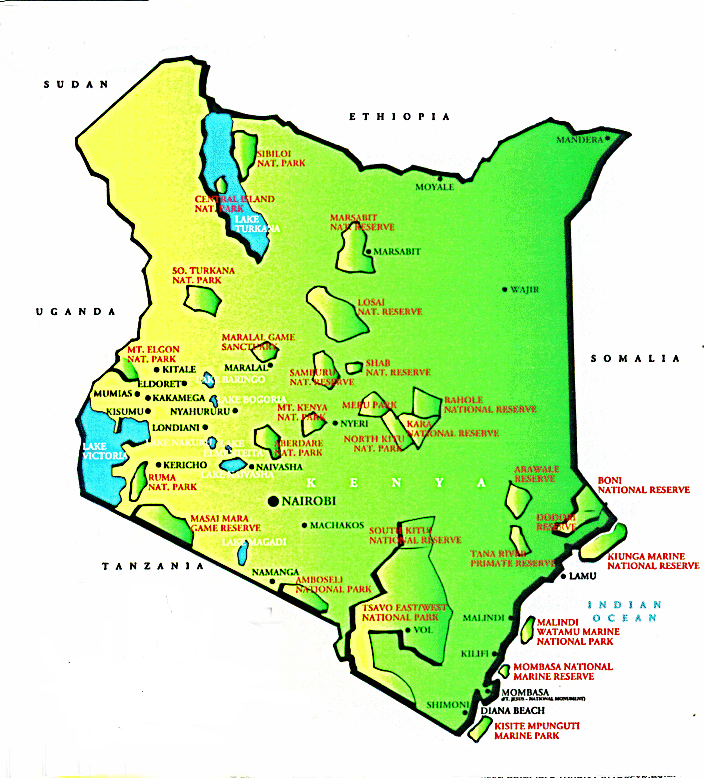 SUDAN
ETHIOPIA
MANDERA
SIBILOI
NAT. PARK
MOYALE
CENTRAL ISLAND
NAT. PARK
LAKE
TURKANA
MARSABIT
NAT. RESERVE
MARSABIT
SO. TURKANA
NAT. PARK
WAJIR
LOSAI
NAT. RESERVE
UGANDA
MARALAL GAME
SANCTUARY
MT. ELGON
NAT. PARK
SOMALIA
KITALE
MARALAL
SHAB
NAT. RESERVE
SAMBURU
NAT. RESERVE
ELDORET
LAKE BARINGO
MUMIAS
KAKAMEGA
LAKE BOGORIA
KISUMU
NYAHURURU
MT. KENYA
NAT. PARK
MERU PARK
RAHOLE
NATIONAL RESERVE
NYERI
KARA
NATIONAL RESERVE
LONDIANI
NORTH KITU
NAT. PARK
LAKE
VICTORIA
LAKE NAKURU
LAKE
ABERDARE
NAT. PARK
KERICHO
NAIVASHA
LAKE NAIVASHA
RUMA
NAT. PARK
KENYA
ARAWALE
RESERVE
BONI
NATIONAL RESERVE
NAIROBI
MASAI MARA
GAME RESERVE
MACHAKOS
SOUTH KITU
NATIONAL RESERVE
DODORI
RESERVE
LAKE MAGADI
TANA RIVER
PRIMATE RESERVE
KIUNGA MARINE
NATIONAL RESERVE
TANZANIA
NAMANGA
LAMU
AMBOSELI
NATIONAL PARK
INDIAN
OCEAN
TSAVO EAST/WEST
NATIONAL PARK
VOL
MALINDI
MALINDI
WATAMU MARINE
NATIONAL PARK
KILIFI
MOMBASA NATIONAL
MARINE RESERVE
MOMBASA
(FT. JESUS - NATIONAL MONUMENT)
SHIMONI
DIANA BEACH
KISITE MPUNGUTI
MARINE PARK